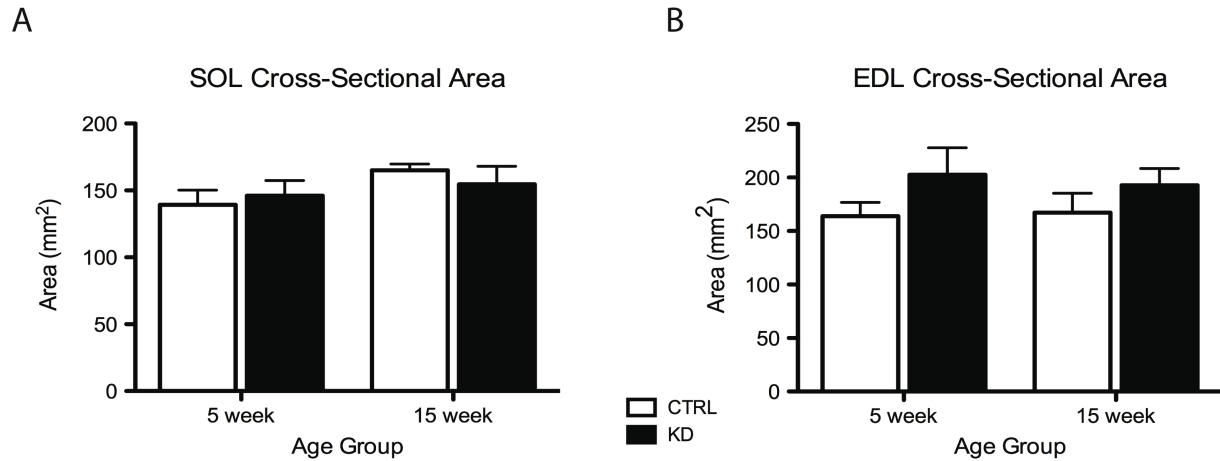 A
SOL Cross-Sectional Area
200
150
100
50
0
Area (mm²)
5 week
15 week
Age Group
CTRL
KD
B
EDL Cross-Sectional Area
250
200
150
100
50
0
Area (mm²)
5 week
15 week
Age Group